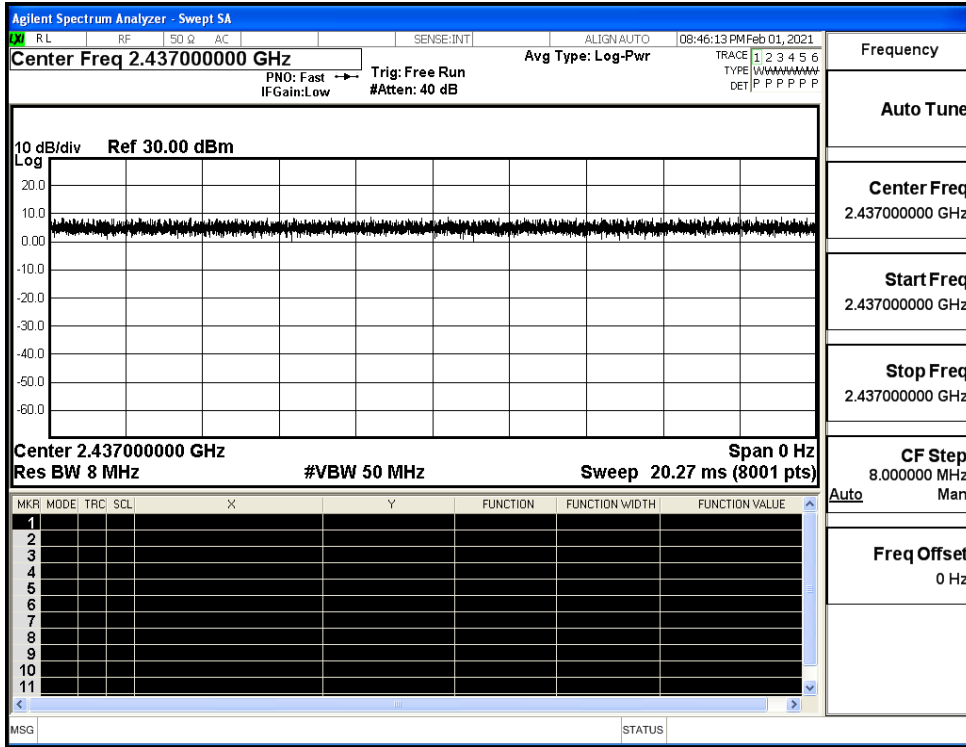 Agilent Spectrum Analyzer - Swept SA
LXI RL RF 50 Ω AC SENSE:INT ALIGN AUTO 08:46:13 PM Feb 01, 2021
Center Freq 2.437000000 GHz
PNO: Fast Trig: Free Run
IFGain:Low #Atten: 40 dB
Avg Type: Log-Pwr
TRACE 1 2 3 4 5 6
TYPE WWWWWW
DET P P P P P P
10 dB/div Ref 30.00 dBm
Log
20.0
10.0
0.00
-10.0
-20.0
-30.0
-40.0
-50.0
-60.0
Center 2.437000000 GHz Span 0 Hz
Res BW 8 MHz #VBW 50 MHz Sweep 20.27 ms (8001 pts)
MKR MODE TRC SCL X Y FUNCTION FUNCTION WIDTH FUNCTION VALUE
1
2
3
4
5
6
7
8
9
10
11
MSG STATUS
Frequency
Auto Tune
Center Freq
2.437000000 GHz
Start Freq
2.437000000 GHz
Stop Freq
2.437000000 GHz
CF Step
8.000000 MHz
Auto Man
Freq Offset
0 Hz